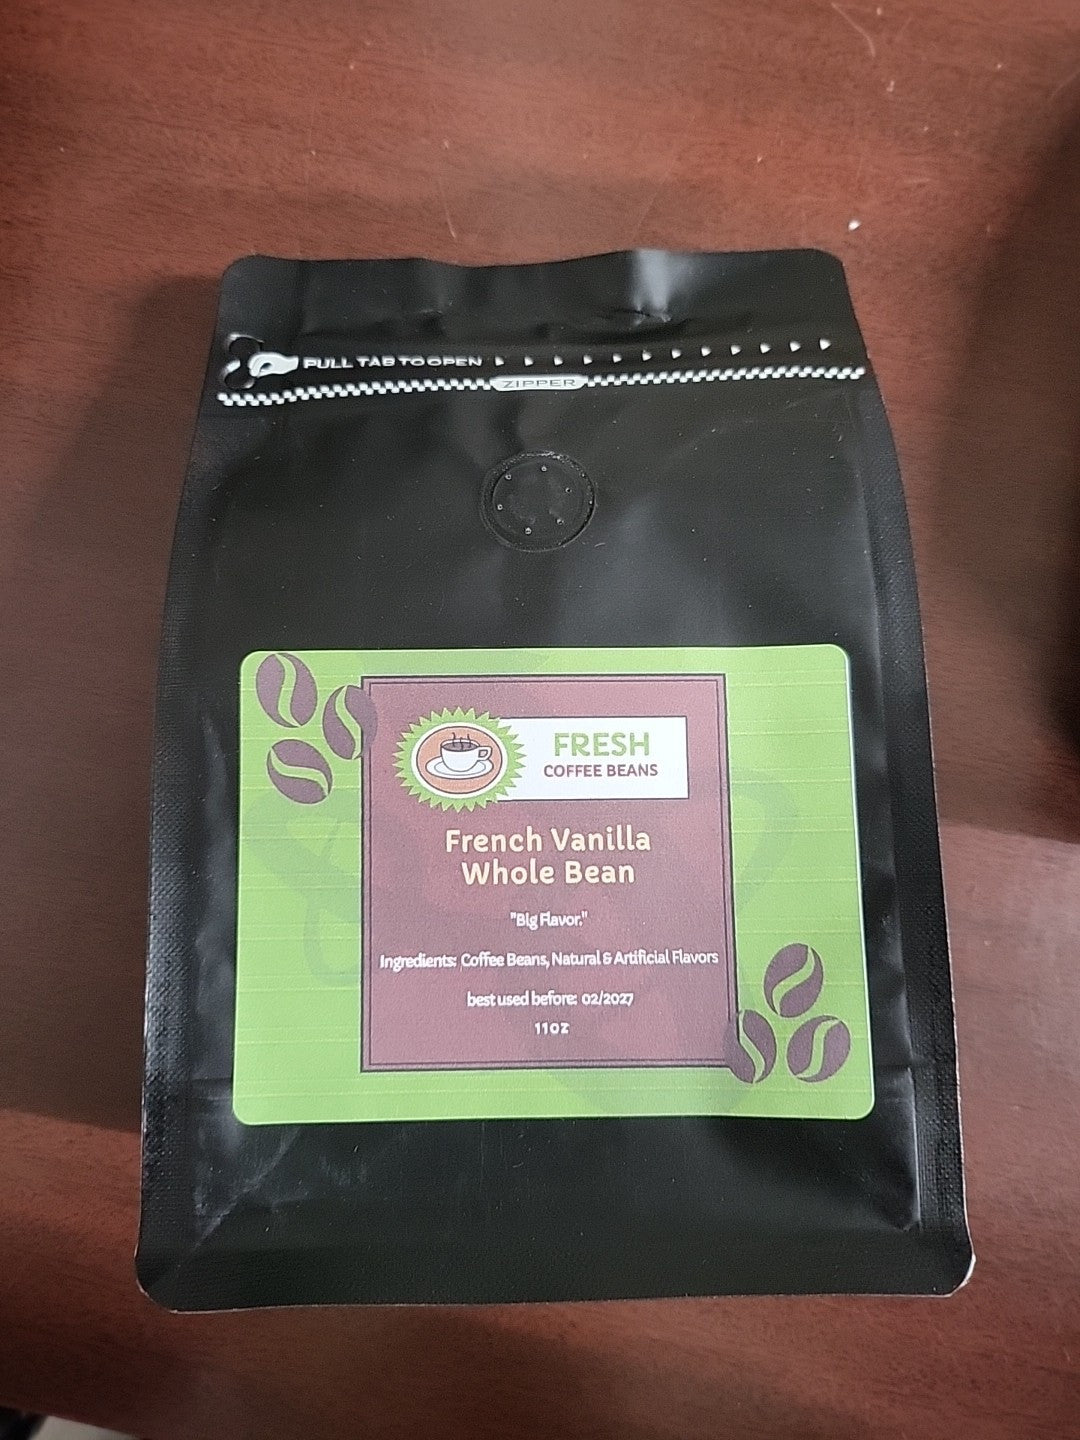 PULL TAB TO OPEN
ZIPPER
FRESH
COFFEE BEANS
French Vanilla
Whole Bean
"Big Flavor."
Ingredients: Coffee Beans, Natural & Artificial Flavors
best used before: 02/2027
11oz